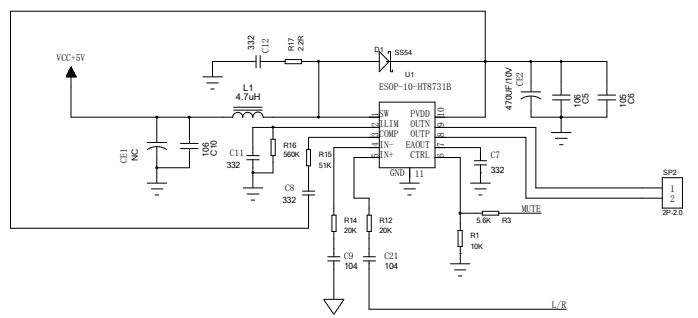 VCC+5V
332
C12
R17
2.2R
D1
SS54
U1
ESOP-10-HT8731B
L1
4.7uH
470UF/10V
CE2
106
C5
105
C6
CE1
NC
106
C10
C11
332
R16
560K
R15
51K
C8
332
1 SW
2 ILIM
3 COMP
4 IN-
5 IN+
PVDD 10
OUTN 9
OUTP 8
EAOUT 7
CTRL 6
GND 11
C7
332
SP2
1
2
2P-2.0
R14
20K
R12
20K
C9
104
C21
104
5.6K R3
MUTE
R1
10K
L/R